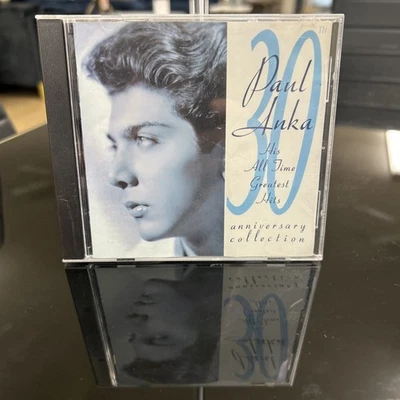 30
Paul
Anka
His
All Time
Greatest
Hits
anniversary
collection